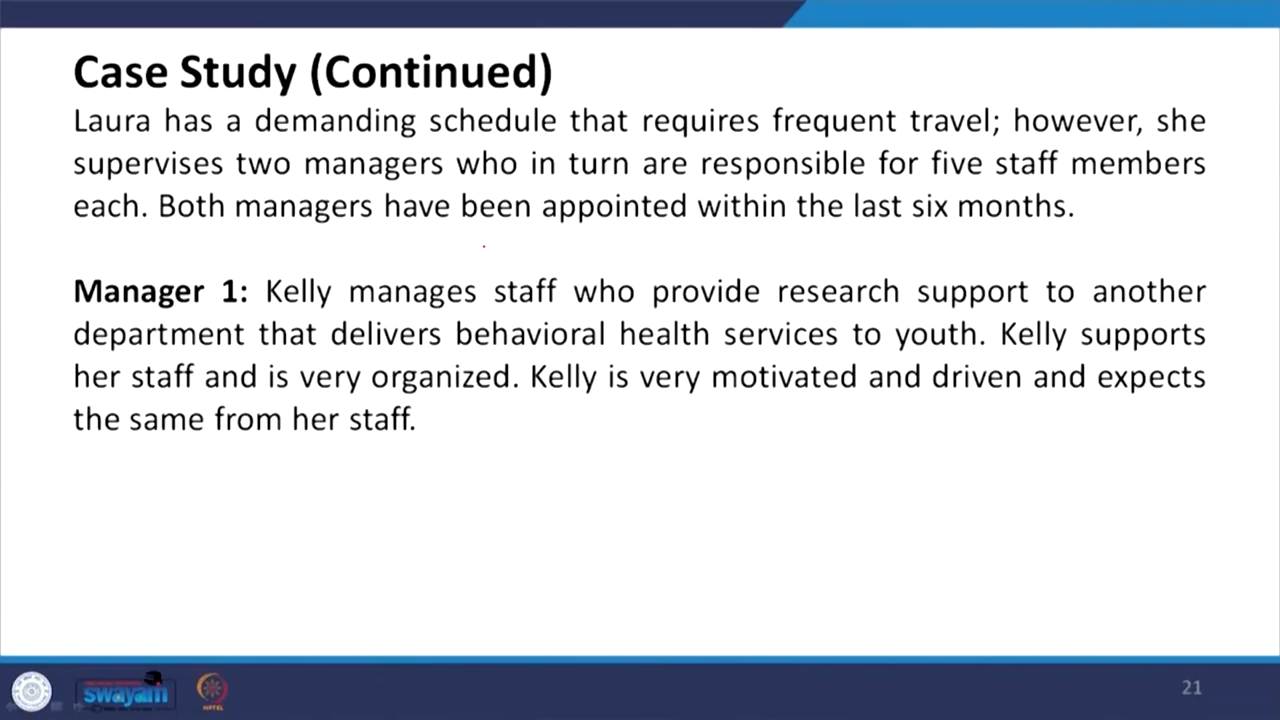 Case Study (Continued)
Laura has a demanding schedule that requires frequent travel; however, she
supervises two managers who in turn are responsible for five staff members
each. Both managers have been appointed within the last six months.
Manager 1: Kelly manages staff who provide research support to another
department that delivers behavioral health services to youth. Kelly supports
her staff and is very organized. Kelly is very motivated and driven and expects
the same from her staff.
swayam
NPTEL
21